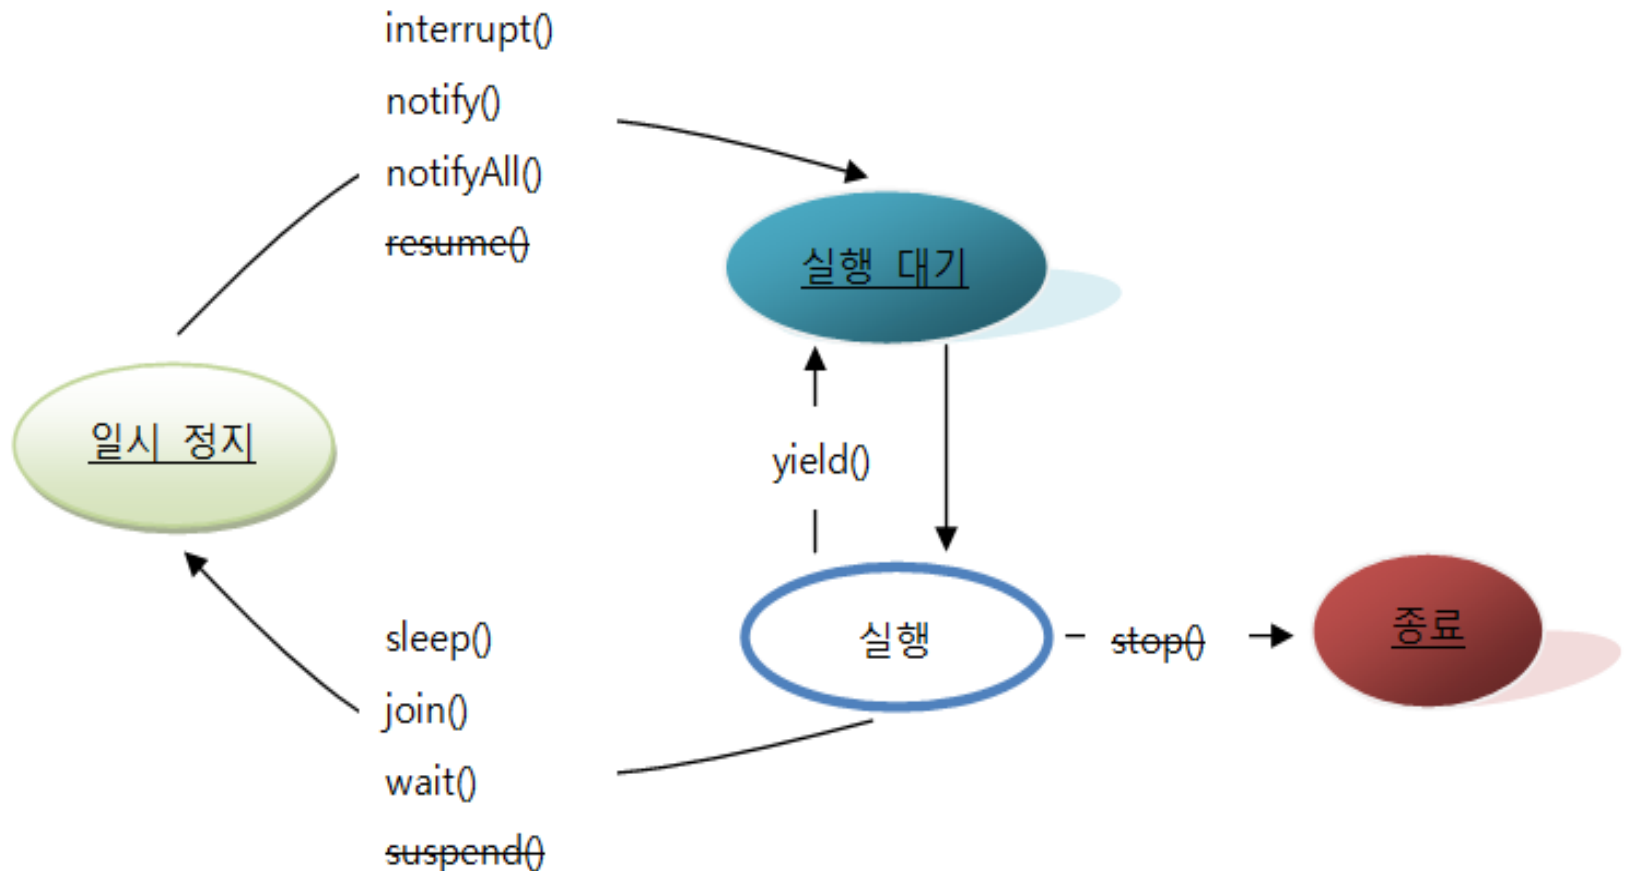 interrupt()
notify()
notifyAll()
resume()
실행 대기
일시 정지
yield()
sleep()
join()
wait()
suspend()
실행
stop()
종료